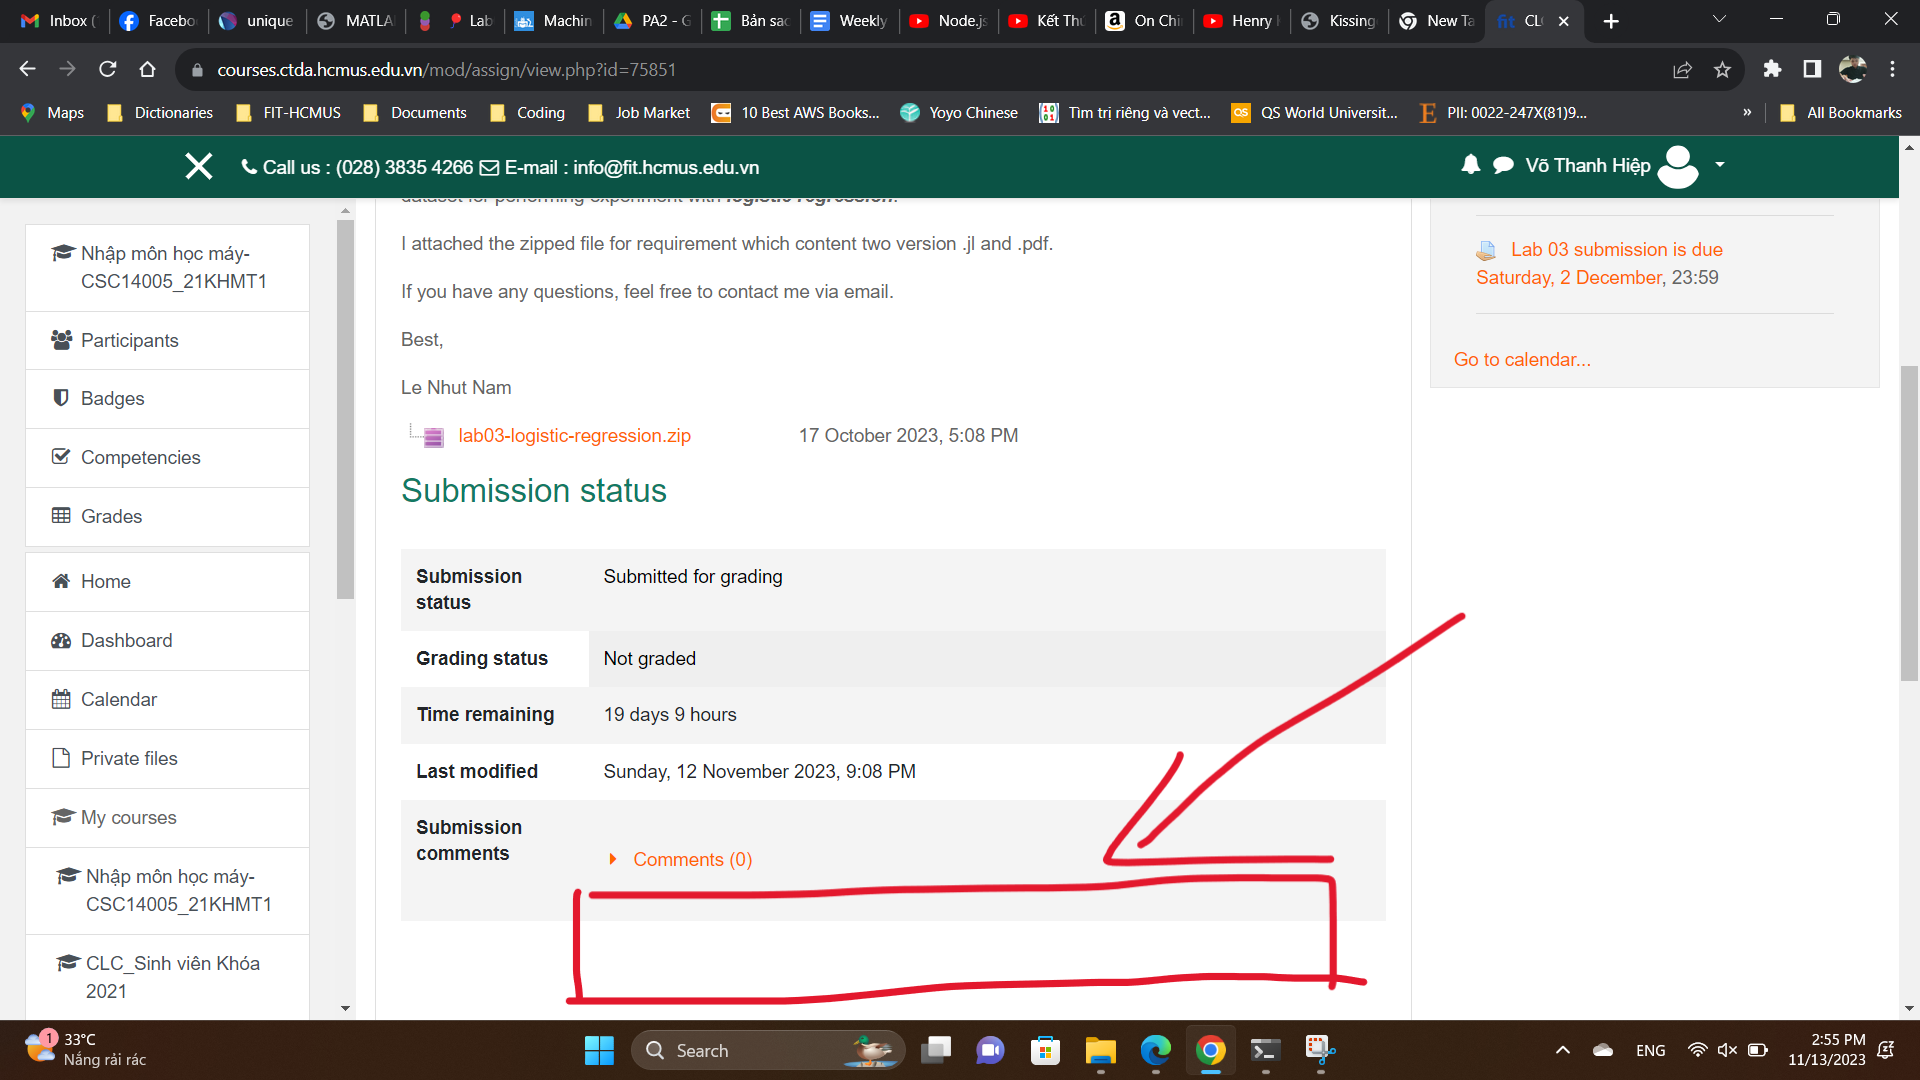 Inbox (
Facebo
unique
MATLA
Lab
Machin
PA2 - G
Bản sao
Weekly
Node.js
Kết Thú
On Chi
Henry
Kissing
New Ta
fit CLC
courses.ctda.hcmus.edu.vn/mod/assign/view.php?id=75851
Maps
Dictionaries
FIT-HCMUS
Documents
Coding
Job Market
10 Best AWS Books...
Yoyo Chinese
Tìm trị riêng và vect...
QS World Universit...
PII: 0022-247X(81)9...
»
All Bookmarks
Call us : (028) 3835 4266 E-mail : info@fit.hcmus.edu.vn
Võ Thanh Hiệp
Nhập môn học máy-
CSC14005_21KHMT1
Participants
Badges
Competencies
Grades
Home
Dashboard
Calendar
Private files
My courses
Nhập môn học máy-
CSC14005_21KHMT1
CLC_Sinh viên Khóa
2021
dataset for performing experiment with logistic regression.
I attached the zipped file for requirement which content two version .jl and .pdf.
If you have any questions, feel free to contact me via email.
Best,
Le Nhut Nam
lab03-logistic-regression.zip 17 October 2023, 5:08 PM
Submission status
Submission
status
Submitted for grading
Grading status Not graded
Time remaining 19 days 9 hours
Last modified Sunday, 12 November 2023, 9:08 PM
Submission
comments
Comments (0)
Lab 03 submission is due
Saturday, 2 December, 23:59
Go to calendar...
1
33°C
Nắng rải rác
Search
ENG
2:55 PM
11/13/2023